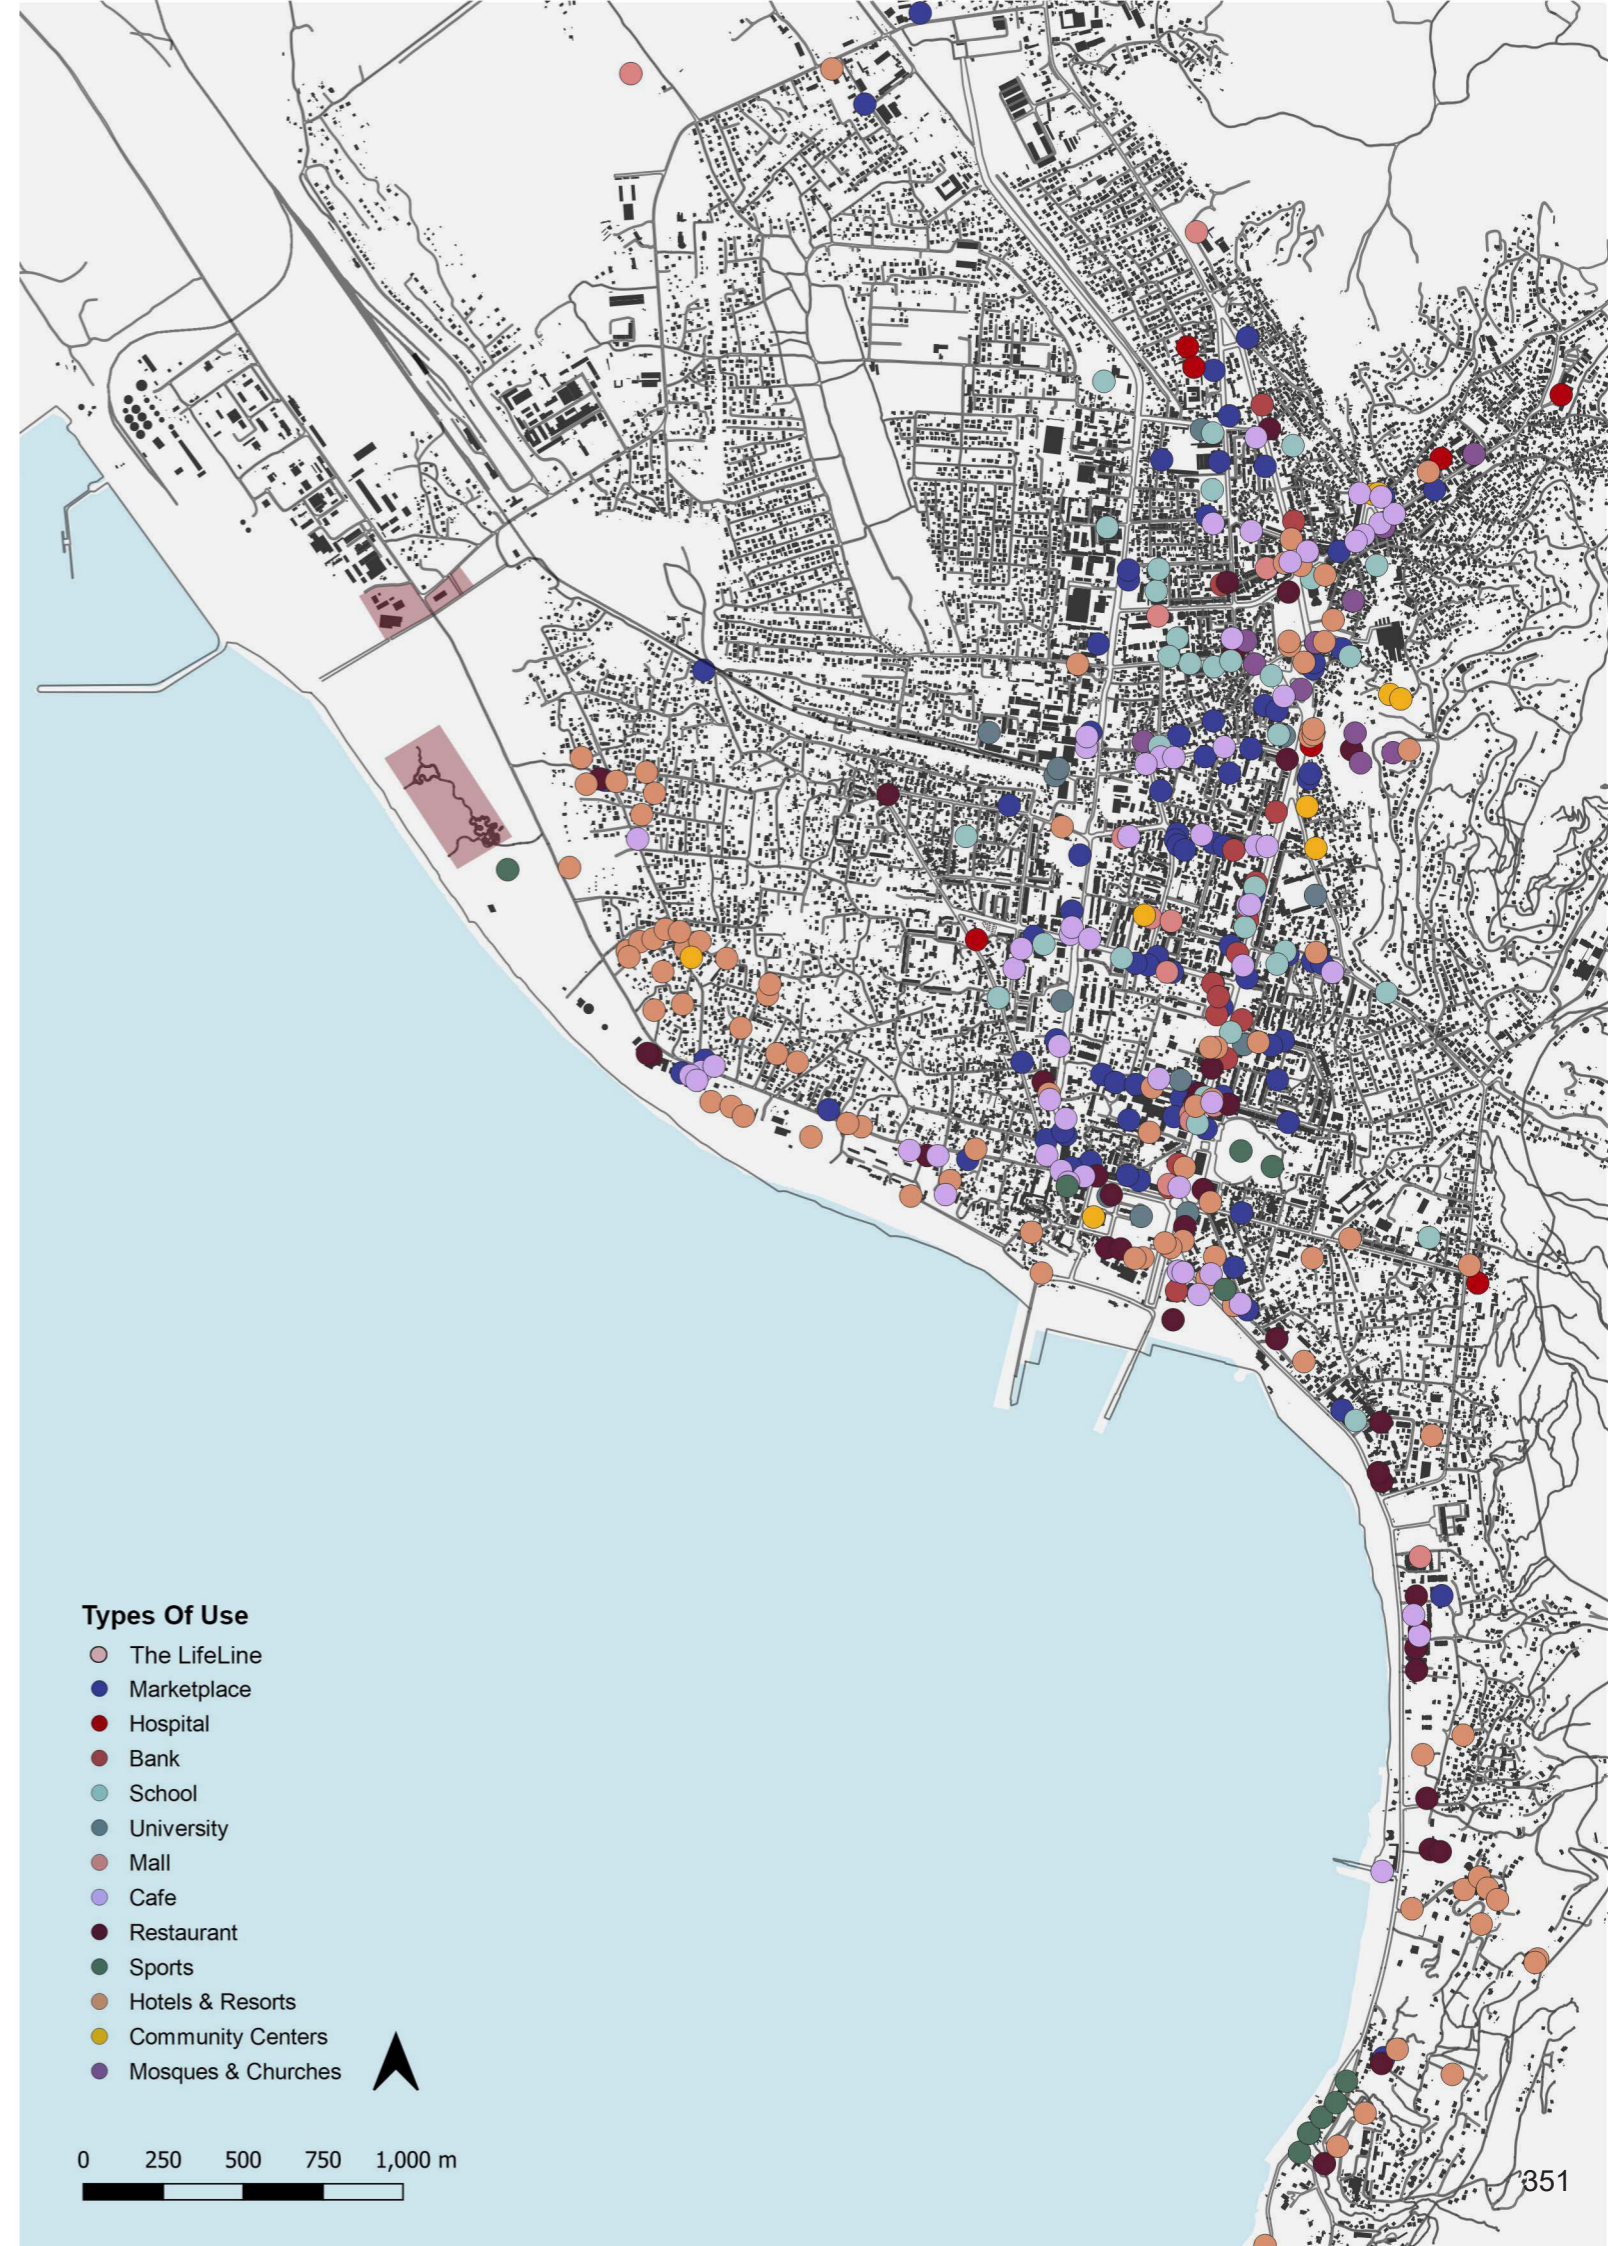 Types Of Use
The LifeLine
Marketplace
Hospital
Bank
School
University
Mall
Cafe
Restaurant
Sports
Hotels & Resorts
Community Centers
Mosques & Churches
0 250 500 750 1,000 m
351